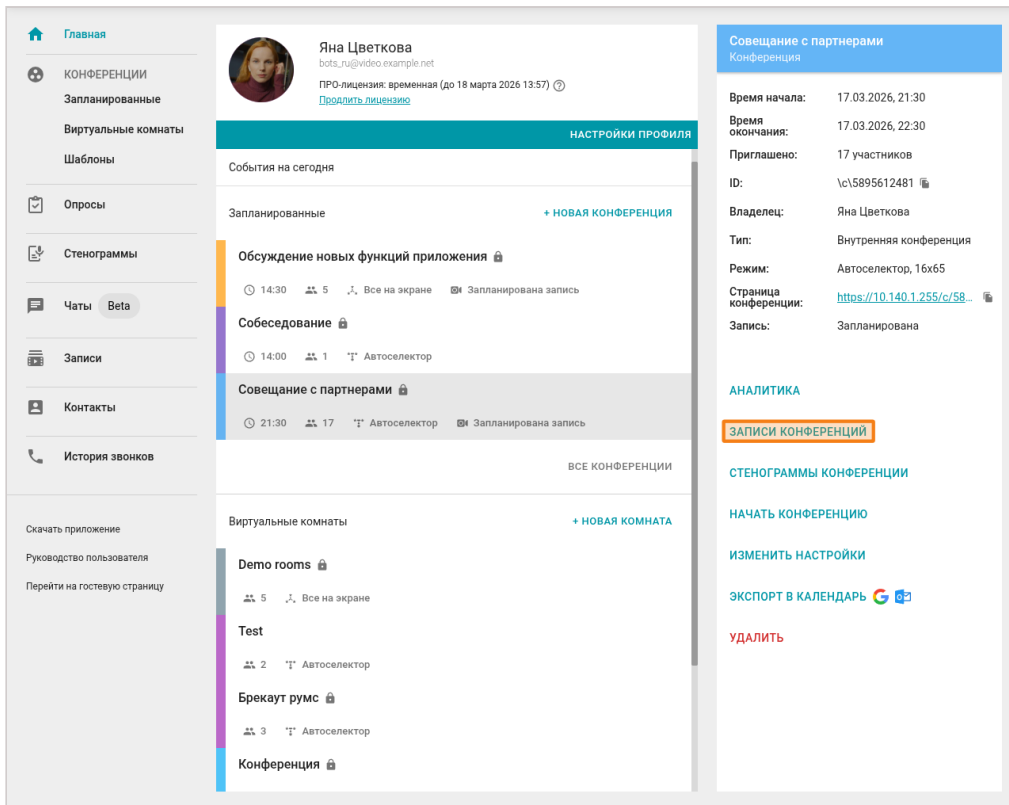 Главная
КОНФЕРЕНЦИИ
Запланированные
Виртуальные комнаты
Шаблоны
Опросы
Стенограммы
Чаты Beta
Записи
Контакты
История звонков
Скачать приложение
Руководство пользователя
Перейти на гостевую страницу
Яна Цветкова
bots_ru@video.example.net
ПРО-лицензия: временная (до 18 марта 2026 13:57)
Продлить лицензию
НАСТРОЙКИ ПРОФИЛЯ
События на сегодня
Запланированные + НОВАЯ КОНФЕРЕНЦИЯ
Обсуждение новых функций приложения
14:30 5 Все на экране Запланирована запись
Собеседование
14:00 1 Автоселектор
Совещание с партнерами
21:30 17 Автоселектор Запланирована запись
ВСЕ КОНФЕРЕНЦИИ
Виртуальные комнаты + НОВАЯ КОМНАТА
Demo rooms
5 Все на экране
Test
2 Автоселектор
Брекаут румс
3 Автоселектор
Конференция
Совещание с партнерами
Конференция
Время начала: 17.03.2026, 21:30
Время окончания: 17.03.2026, 22:30
Приглашено: 17 участников
ID: \c\5895612481
Владелец: Яна Цветкова
Тип: Внутренняя конференция
Режим: Автоселектор, 16x65
Страница конференции: https://10.140.1.255/c/58...
Запись: Запланирована
АНАЛИТИКА
ЗАПИСИ КОНФЕРЕНЦИЙ
СТЕНОГРАММЫ КОНФЕРЕНЦИИ
НАЧАТЬ КОНФЕРЕНЦИЮ
ИЗМЕНИТЬ НАСТРОЙКИ
ЭКСПОРТ В КАЛЕНДАРЬ
УДАЛИТЬ